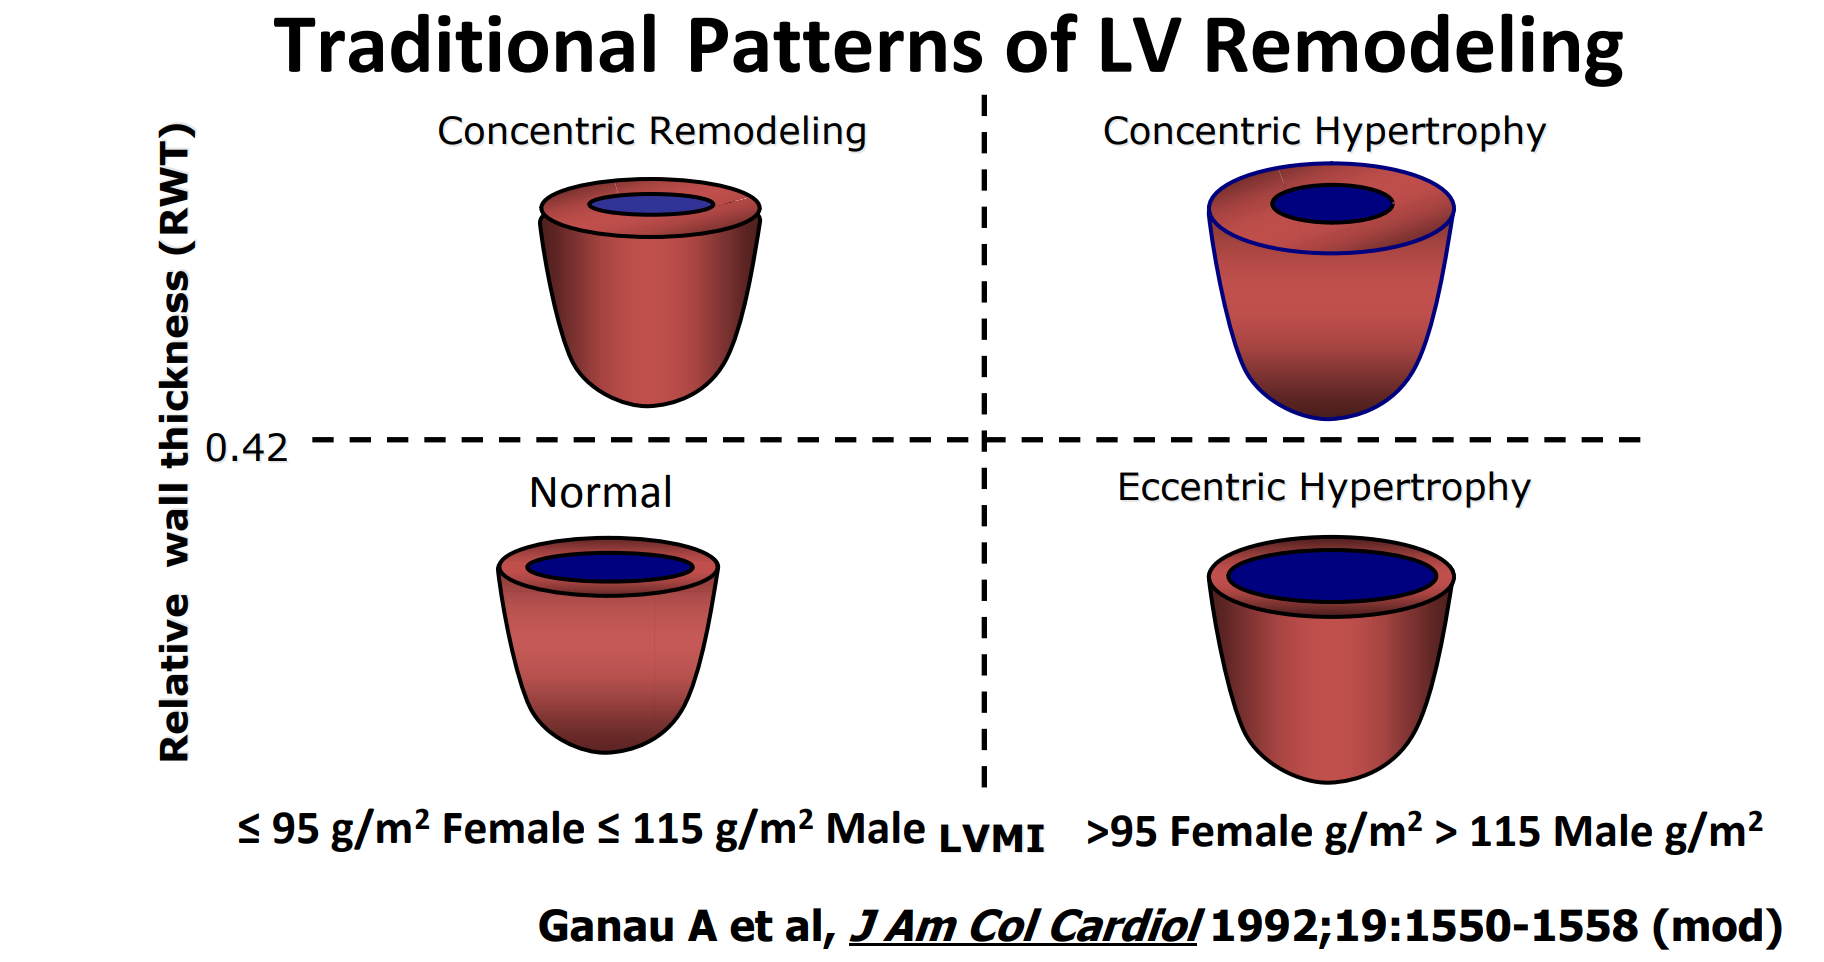 Traditional Patterns of LV Remodeling
Concentric Remodeling
Concentric Hypertrophy
Relative wall thickness (RWT)
0.42
Normal
Eccentric Hypertrophy
≤ 95 g/m² Female ≤ 115 g/m² Male
LVMI
>95 Female g/m² > 115 Male g/m²
Ganau A et al, J Am Col Cardiol 1992;19:1550-1558 (mod)